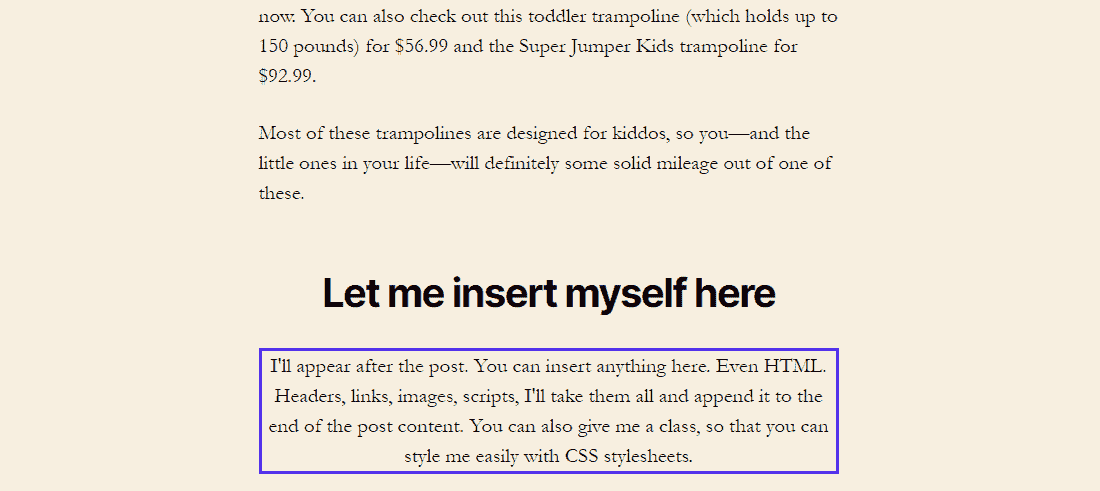 now. You can also check out this toddler trampoline (which holds up to
150 pounds) for $56.99 and the Super Jumper Kids trampoline for
$92.99.
Most of these trampolines are designed for kiddos, so you—and the
little ones in your life—will definitely some solid mileage out of one of
these.
Let me insert myself here
I'll appear after the post. You can insert anything here. Even HTML.
Headers, links, images, scripts, I'll take them all and append it to the
end of the post content. You can also give me a class, so that you can
style me easily with CSS stylesheets.